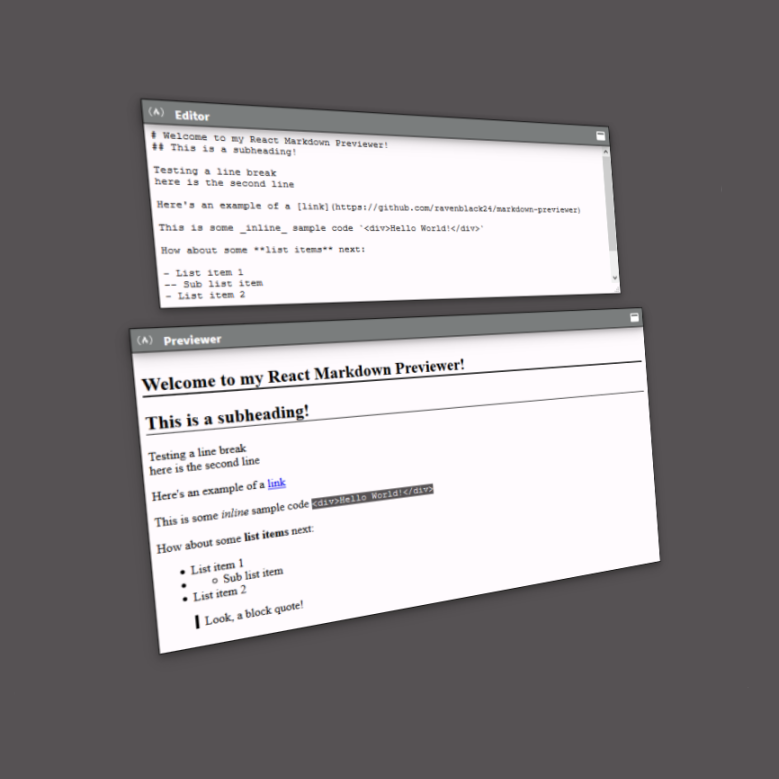 (A) Editor
# Welcome to my React Markdown Previewer!
## This is a subheading!
Testing a line break
here is the second line
Here's an example of a [link](https://github.com/ravenblack24/markdown-previewer)
This is some _inline_ sample code `<div>Hello World!</div>`
How about some **list items** next:
- List item 1
-- Sub list item
- List item 2
(A) Previewer
Welcome to my React Markdown Previewer!
This is a subheading!
Testing a line break
here is the second line
Here's an example of a link
This is some inline sample code <div>Hello World!</div>
How about some list items next:
• List item 1
• ○ Sub list item
• List item 2
Look, a block quote!